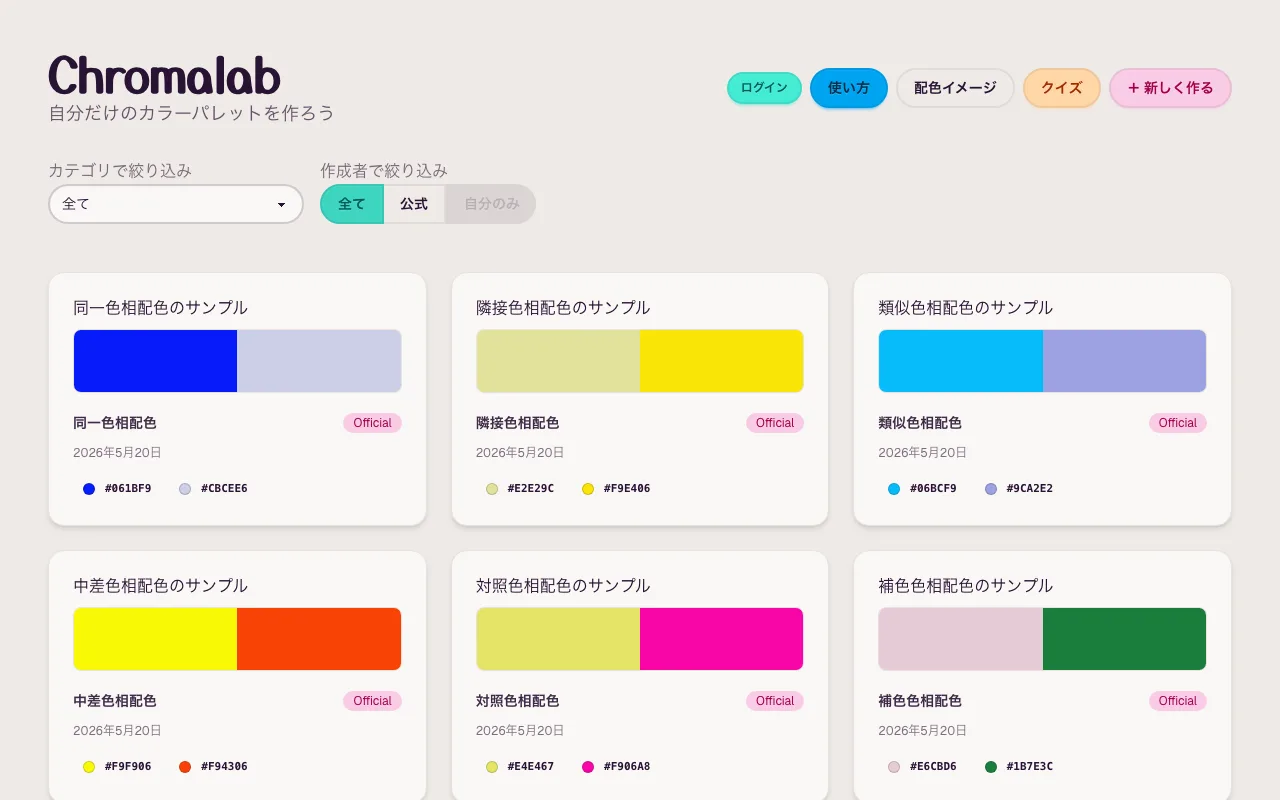 Chromalab
自分だけのカラーパレットを作ろう
ログイン
使い方
配色イメージ
クイズ
+ 新しく作る
カテゴリで絞り込み
全て
作成者で絞り込み
全て
公式
自分のみ
同一色相配色のサンプル
同一色相配色
Official
2026年5月20日
#061BF9
#CBCEE6
隣接色相配色のサンプル
隣接色相配色
Official
2026年5月20日
#E2E29C
#F9E406
類似色相配色のサンプル
類似色相配色
Official
2026年5月20日
#06BCF9
#9CA2E2
中差色相配色のサンプル
中差色相配色
Official
2026年5月20日
#F9F906
#F94306
対照色相配色のサンプル
対照色相配色
Official
2026年5月20日
#E4E467
#F906A8
補色色相配色のサンプル
補色色相配色
Official
2026年5月20日
#E6CBD6
#1B7E3C